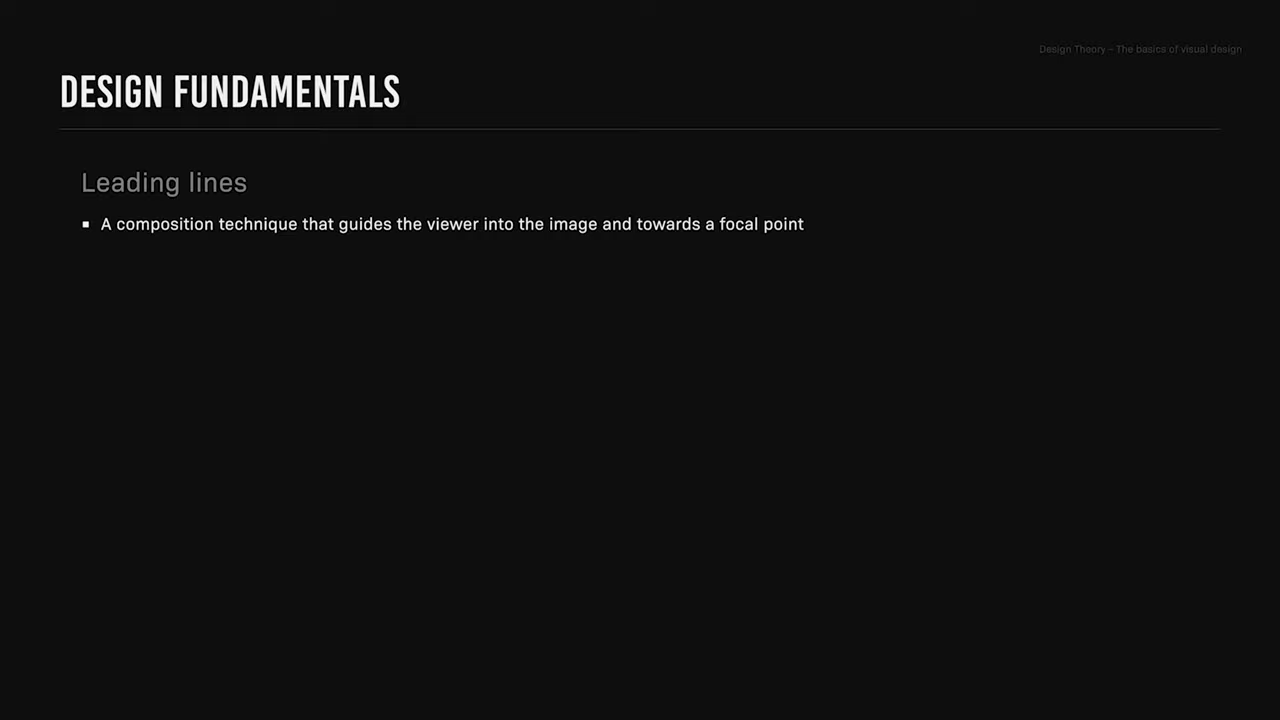 Design Theory – The basics of visual design
DESIGN FUNDAMENTALS
Leading lines
▪ A composition technique that guides the viewer into the image and towards a focal point